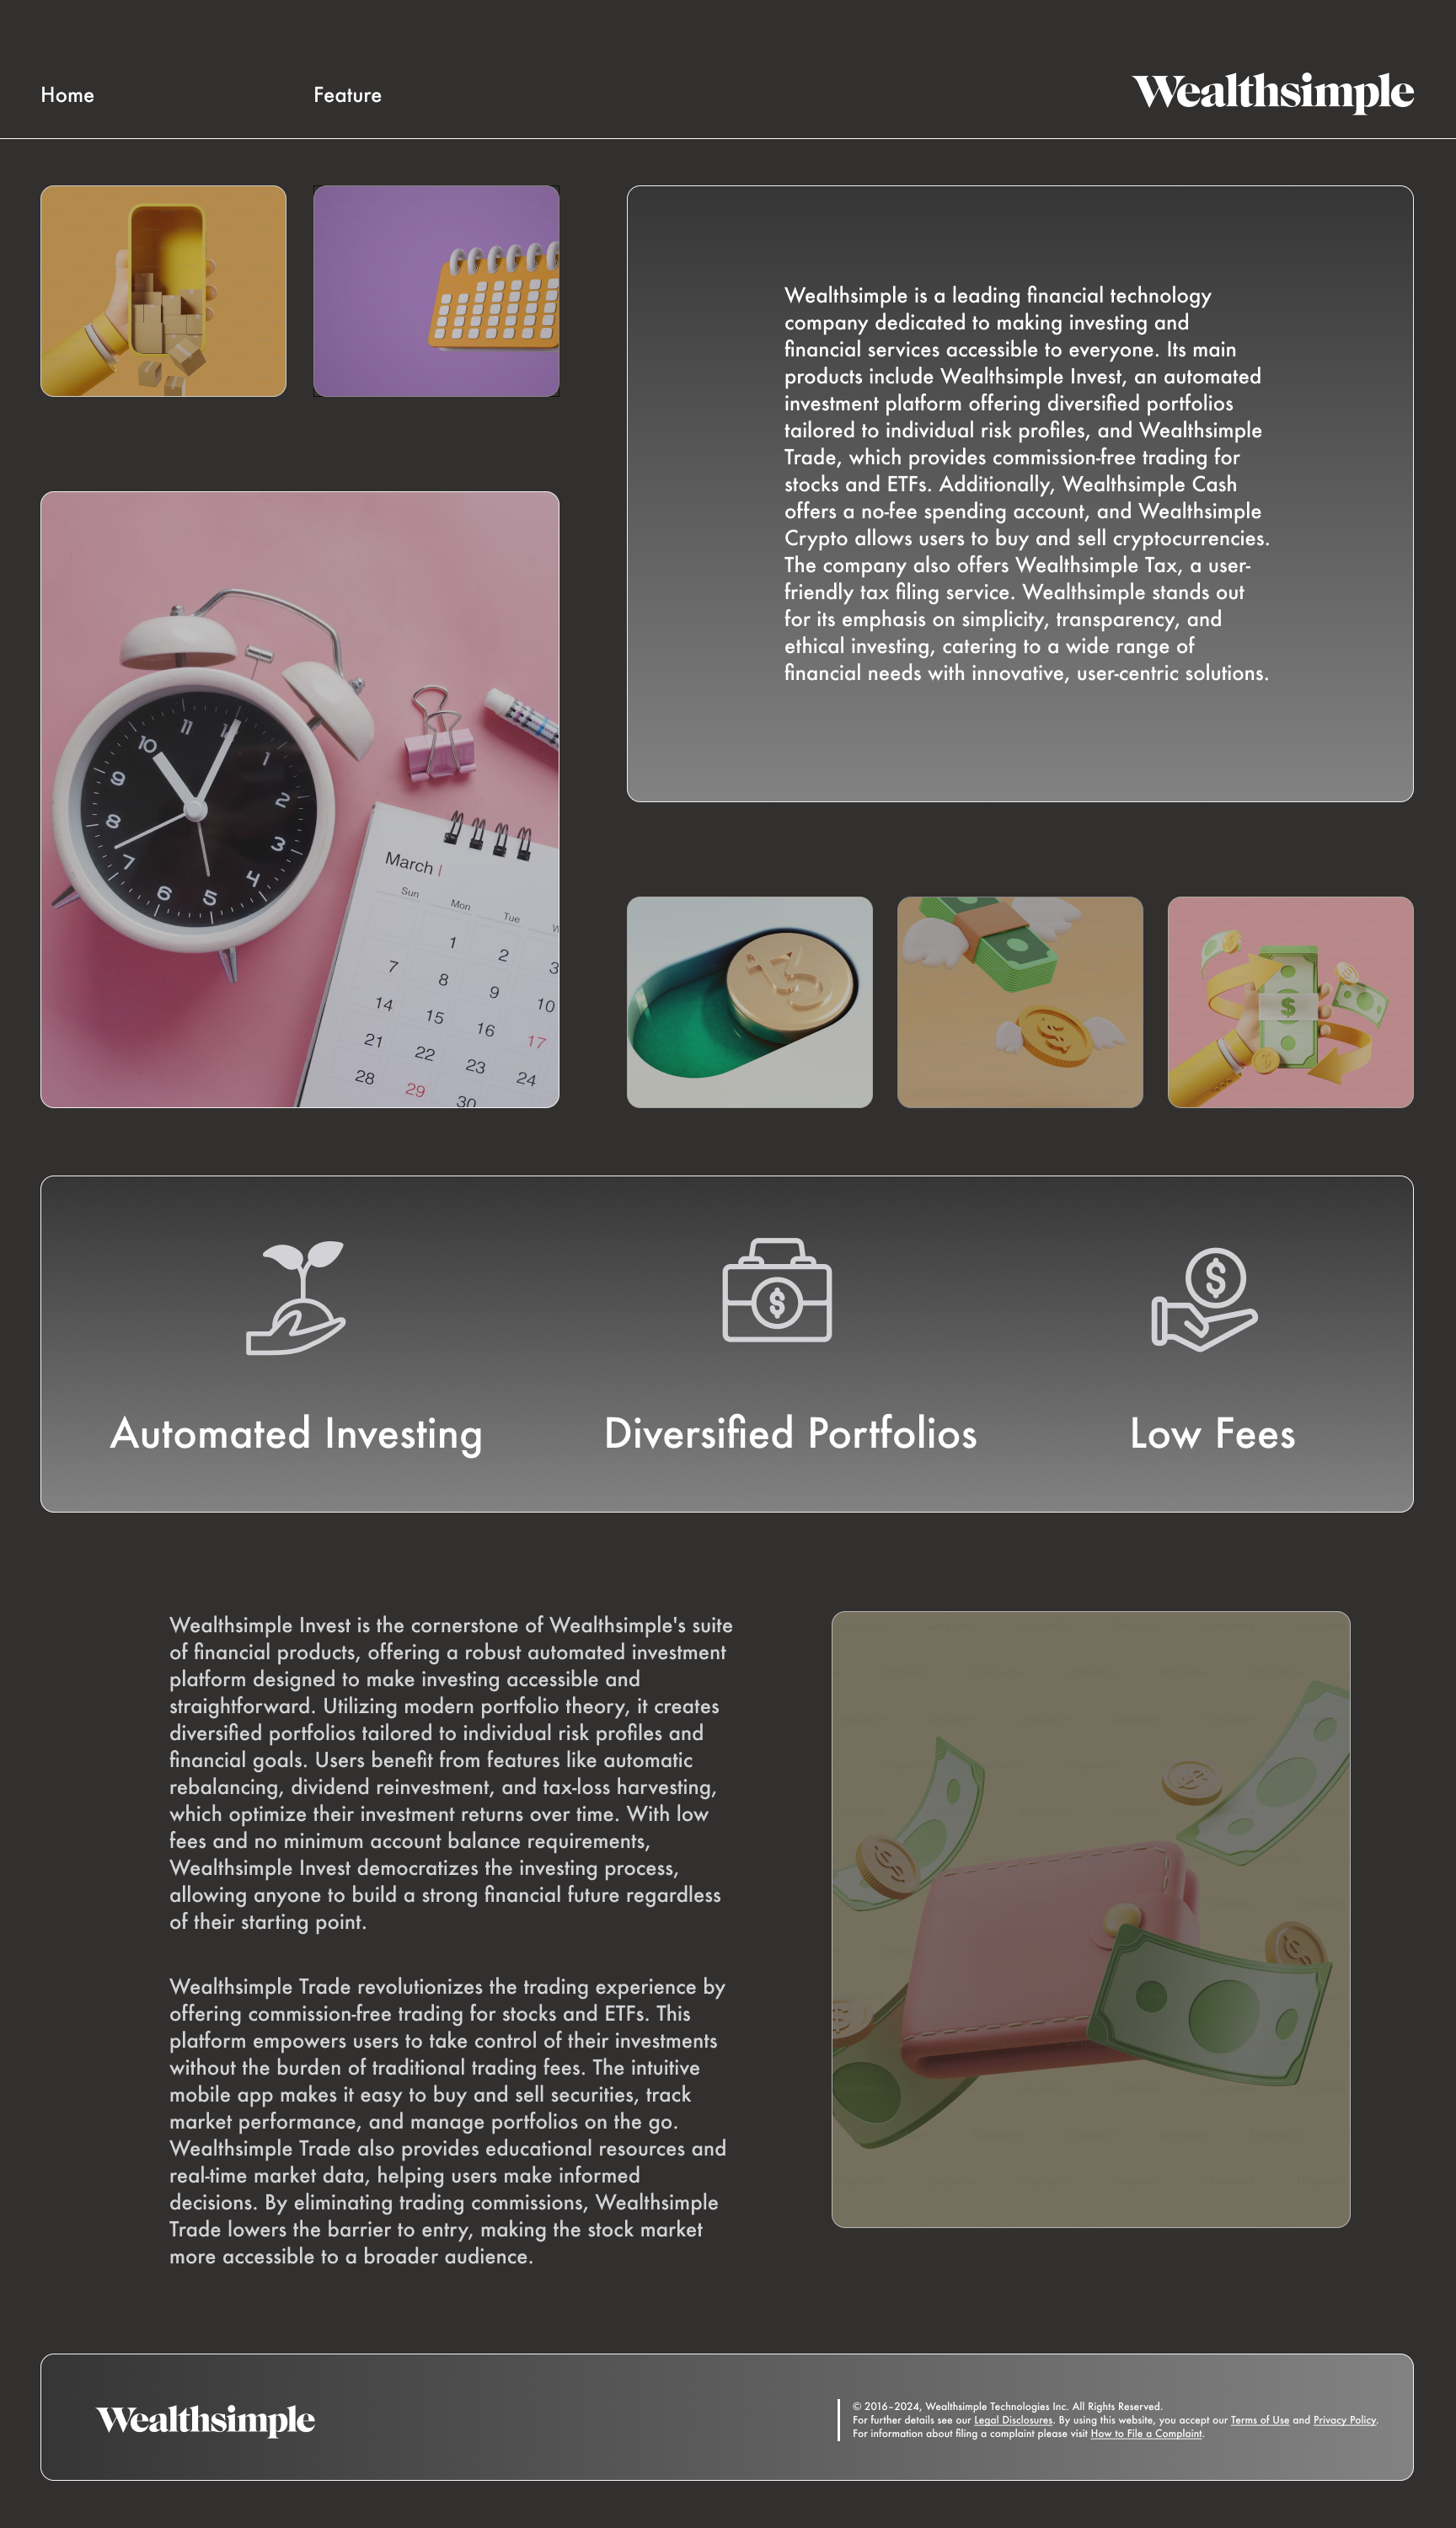 Home
Feature
Wealthsimple
Wealthsimple is a leading financial technology
company dedicated to making investing and
financial services accessible to everyone. Its main
products include Wealthsimple Invest, an automated
investment platform offering diversified portfolios
tailored to individual risk profiles, and Wealthsimple
Trade, which provides commission-free trading for
stocks and ETFs. Additionally, Wealthsimple Cash
offers a no-fee spending account, and Wealthsimple
Crypto allows users to buy and sell cryptocurrencies.
The company also offers Wealthsimple Tax, a user-
friendly tax filing service. Wealthsimple stands out
for its emphasis on simplicity, transparency, and
ethical investing, catering to a wide range of
financial needs with innovative, user-centric solutions.
11
10
1
9
2
8
3
7
4
6
5
March
Sun Mon Tue W
1 2 3
7 8 9 10
14 15 16 17
21 22 23 24
28 29 30
$
$
$
$
Automated Investing
Diversified Portfolios
Low Fees
Wealthsimple Invest is the cornerstone of Wealthsimple's suite
of financial products, offering a robust automated investment
platform designed to make investing accessible and
straightforward. Utilizing modern portfolio theory, it creates
diversified portfolios tailored to individual risk profiles and
financial goals. Users benefit from features like automatic
rebalancing, dividend reinvestment, and tax-loss harvesting,
which optimize their investment returns over time. With low
fees and no minimum account balance requirements,
Wealthsimple Invest democratizes the investing process,
allowing anyone to build a strong financial future regardless
of their starting point.
Wealthsimple Trade revolutionizes the trading experience by
offering commission-free trading for stocks and ETFs. This
platform empowers users to take control of their investments
without the burden of traditional trading fees. The intuitive
mobile app makes it easy to buy and sell securities, track
market performance, and manage portfolios on the go.
Wealthsimple Trade also provides educational resources and
real-time market data, helping users make informed
decisions. By eliminating trading commissions, Wealthsimple
Trade lowers the barrier to entry, making the stock market
more accessible to a broader audience.
Wealthsimple
© 2016–2024, Wealthsimple Technologies Inc. All Rights Reserved.
For further details see our Legal Disclosures. By using this website, you accept our Terms of Use and Privacy Policy.
For information about filing a complaint please visit How to File a Complaint.